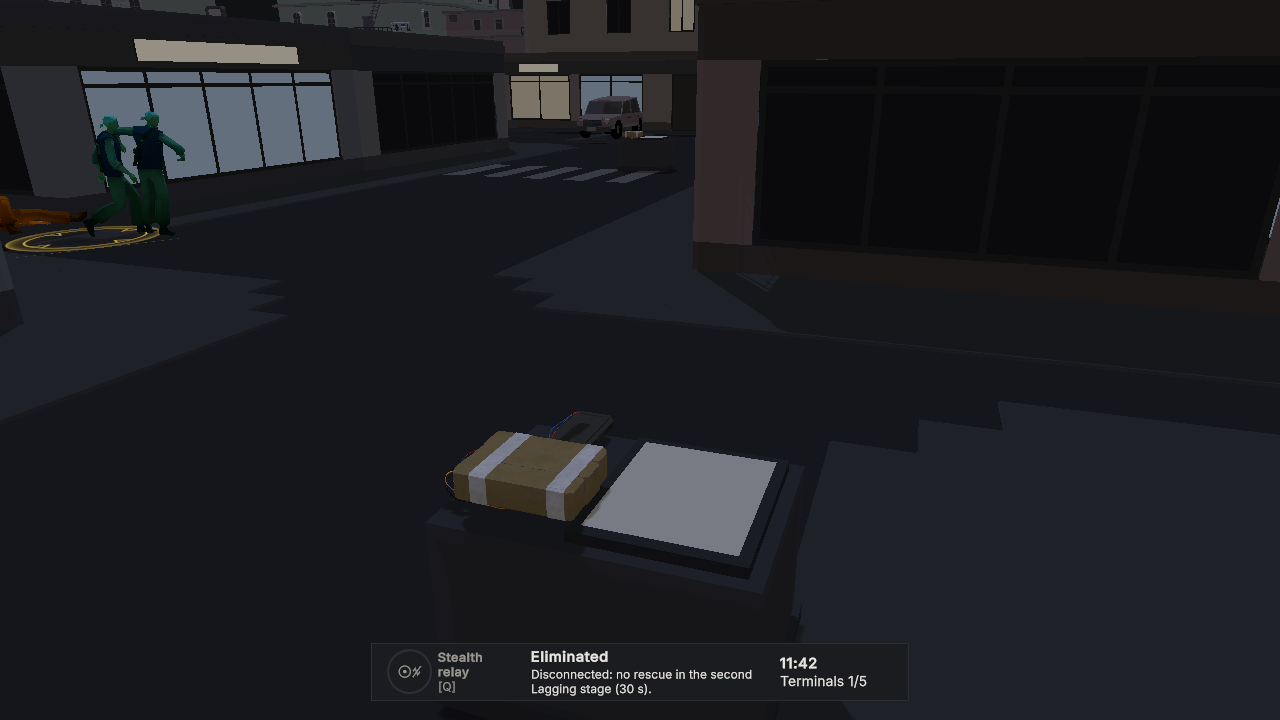 Stealth
relay
[Q]
Eliminated
Disconnected: no rescue in the second
Lagging stage (30 s).
11:42
Terminals 1/5